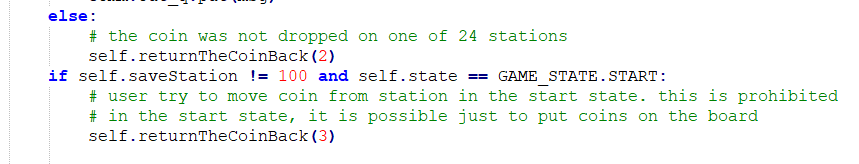 else:
# the coin was not dropped on one of 24 stations
self.returnTheCoinBack(2)
if self.saveStation != 100 and self.state == GAME_STATE.START:
# user try to move coin from station in the start state. this is prohibited
# in the start state, it is possible just to put coins on the board
self.returnTheCoinBack(3)